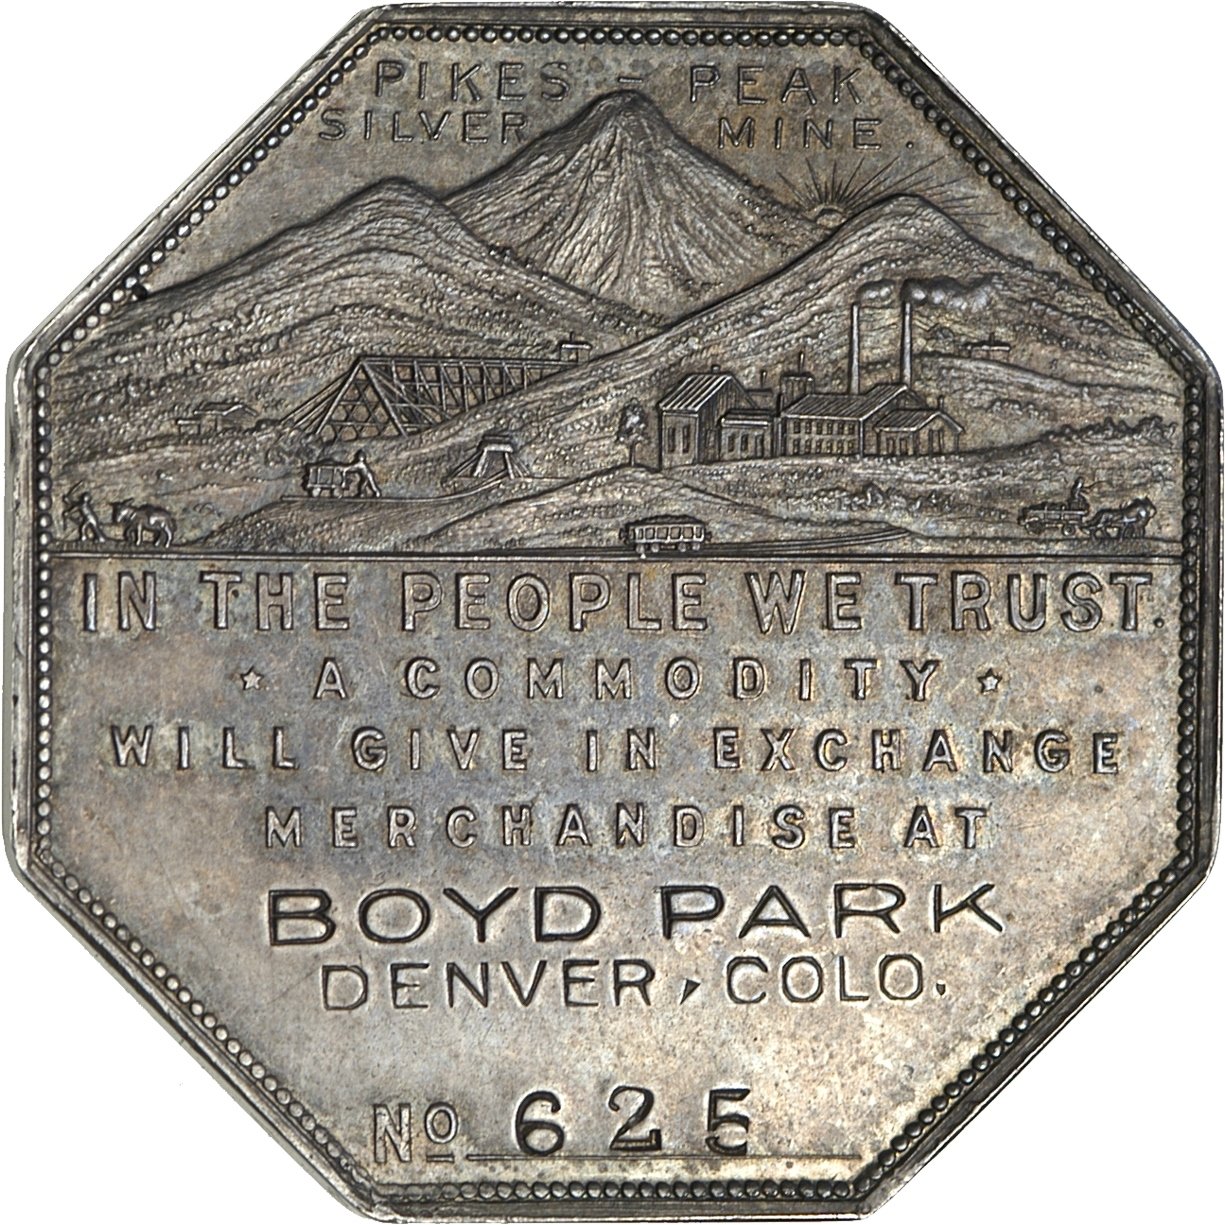 PIKES - PEAK
SILVER MINE.
IN THE PEOPLE WE TRUST.
A COMMODITY
WILL GIVE IN EXCHANGE
MERCHANDISE AT
BOYD PARK
DENVER, COLO.
No 625